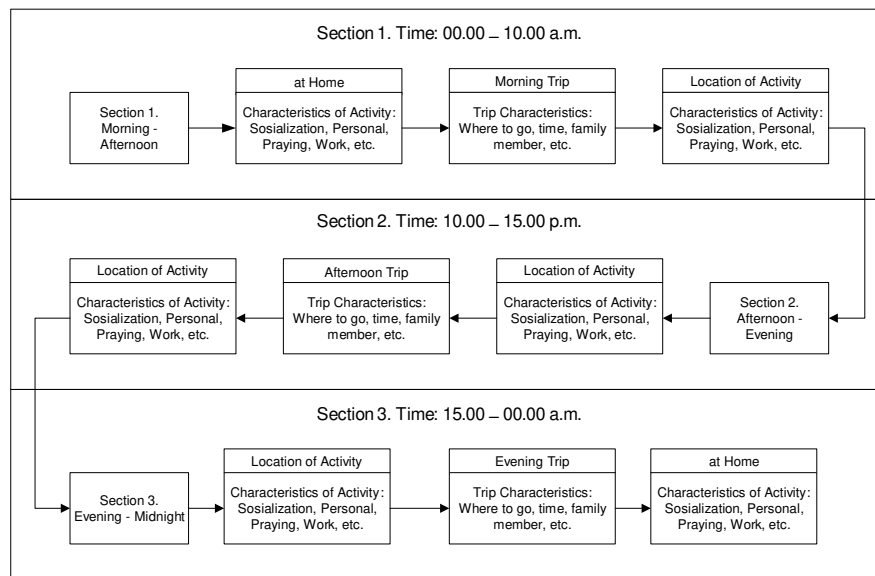 Section 1. Time: 00.00 – 10.00 a.m.
Section 1.
Morning -
Afternoon
at Home
Characteristics of Activity:
Sosialization, Personal,
Praying, Work, etc.
Morning Trip
Trip Characteristics:
Where to go, time, family
member, etc.
Location of Activity
Characteristics of Activity:
Sosialization, Personal,
Praying, Work, etc.
Section 2. Time: 10.00 – 15.00 p.m.
Location of Activity
Characteristics of Activity:
Sosialization, Personal,
Praying, Work, etc.
Afternoon Trip
Trip Characteristics:
Where to go, time, family
member, etc.
Location of Activity
Characteristics of Activity:
Sosialization, Personal,
Praying, Work, etc.
Section 2.
Afternoon -
Evening
Section 3. Time: 15.00 – 00.00 a.m.
Section 3.
Evening - Midnight
Location of Activity
Characteristics of Activity:
Sosialization, Personal,
Praying, Work, etc.
Evening Trip
Trip Characteristics:
Where to go, time, family
member, etc.
at Home
Characteristics of Activity:
Sosialization, Personal,
Praying, Work, etc.